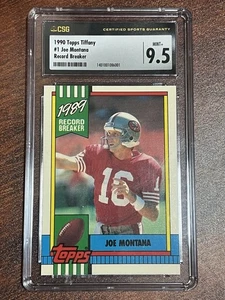 CSG
CERTIFIED SPORTS GUARANTY
1990 Topps Tiffany
#1 Joe Montana
Record Breaker
MINT+
9.5
1989
RECORD
BREAKER
16
JOE MONTANA
Topps